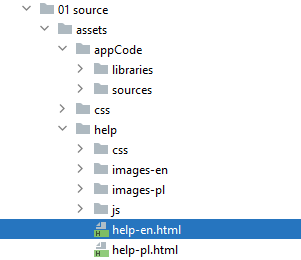 01 source
assets
appCode
libraries
sources
css
help
css
images-en
images-pl
js
help-en.html
help-pl.html